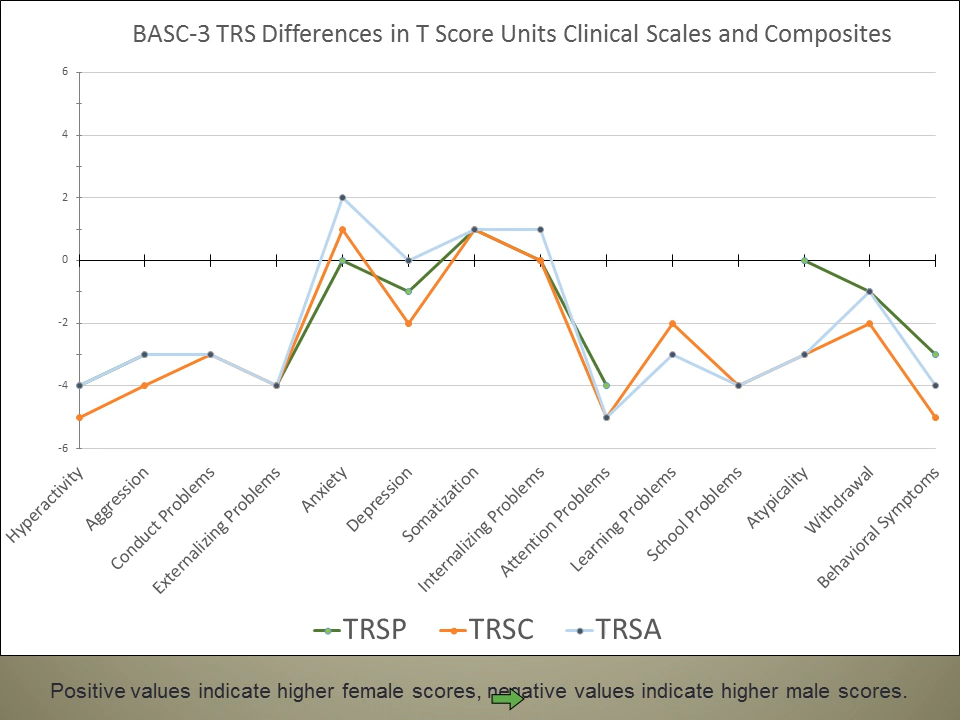 BASC-3 TRS Differences in T Score Units Clinical Scales and Composites
6
4
2
0
-2
-4
-6
Hyperactivity
Aggression
Conduct Problems
Externalizing Problems
Anxiety
Depression
Somatization
Internalizing Problems
Attention Problems
Learning Problems
School Problems
Atypicality
Withdrawal
Behavioral Symptoms
TRSP TRSC TRSA
Positive values indicate higher female scores, negative values indicate higher male scores.